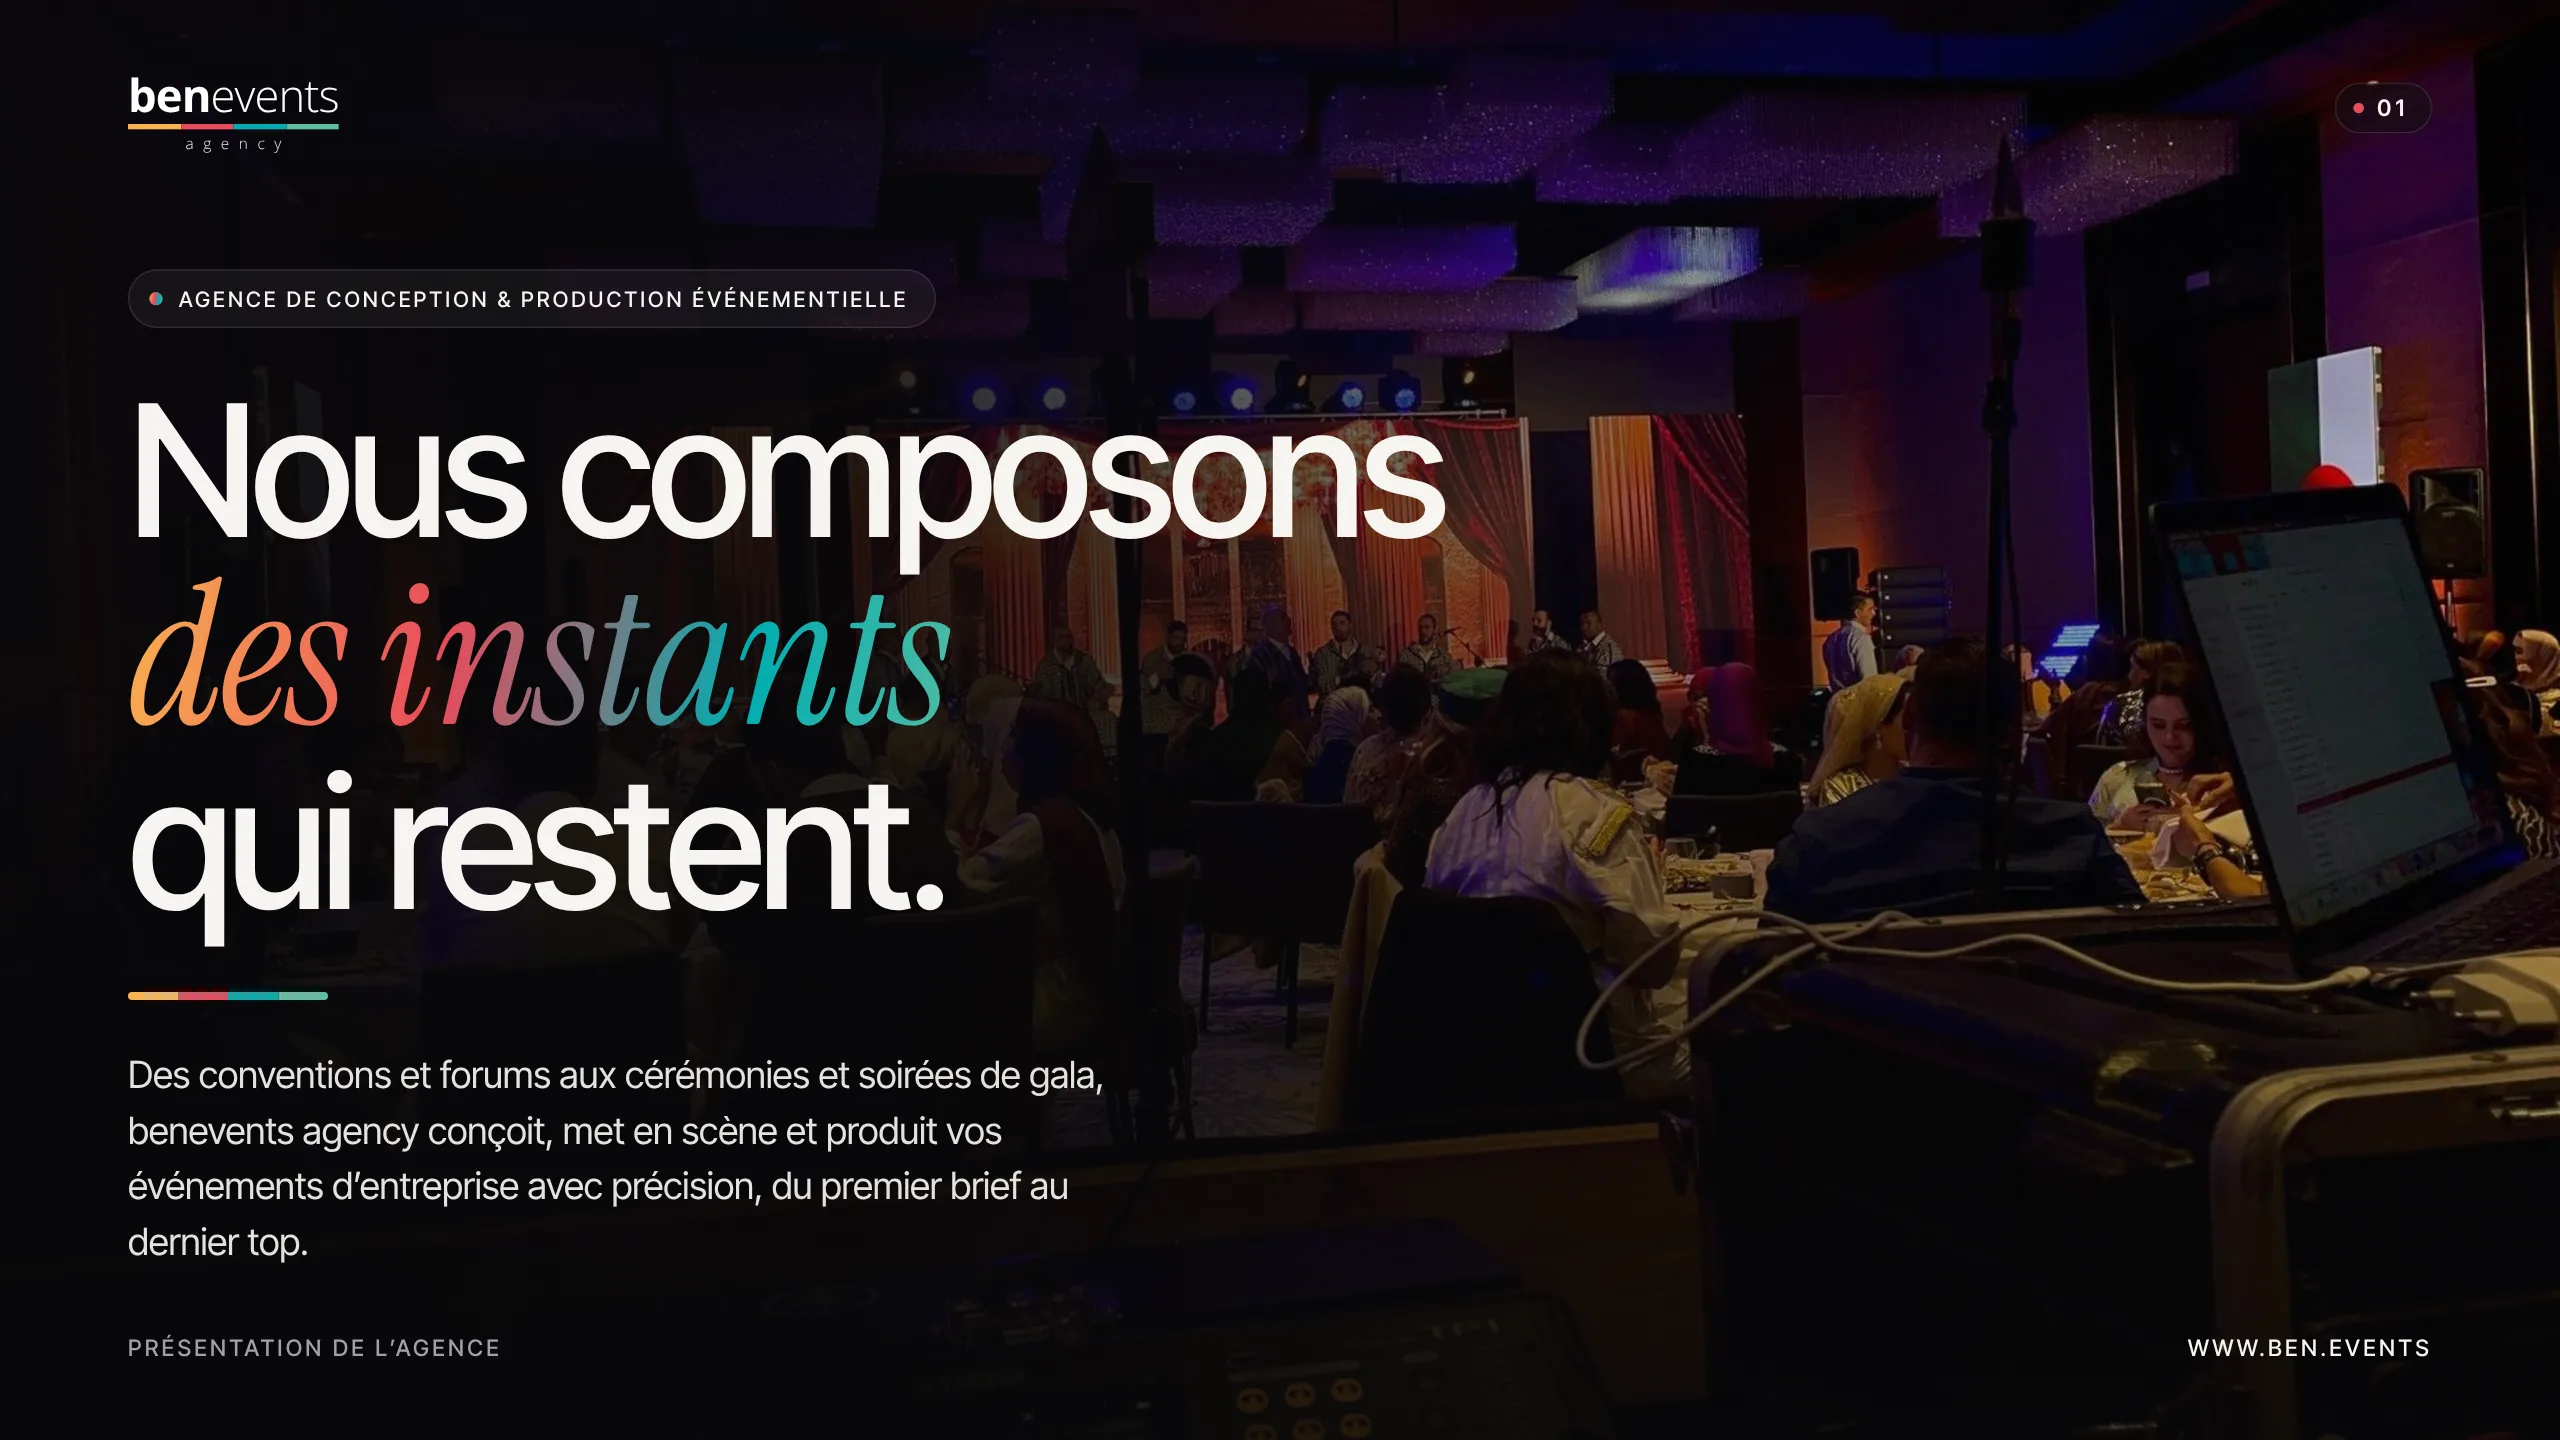 benevents
agency
01
AGENCE DE CONCEPTION & PRODUCTION ÉVÉNEMENTIELLE
Nous composons
des instants
qui restent.
Des conventions et forums aux cérémonies et soirées de gala,
benevents agency conçoit, met en scène et produit vos
événements d’entreprise avec précision, du premier brief au
dernier top.
PRÉSENTATION DE L’AGENCE
WWW.BEN.EVENTS